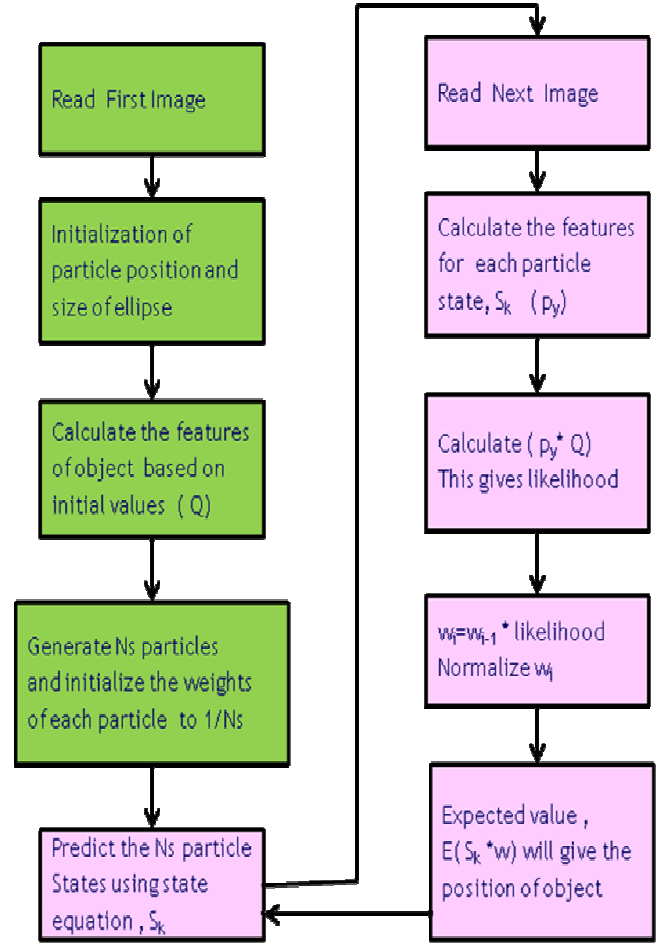 Read First Image
Initialization of
particle position and
size of ellipse
Calculate the features
of object based on
initial values ( Q)
Generate Ns particles
and initialize the weights
of each particle to 1/Ns
Predict the Ns particle
States using state
equation , Sk
Read Next Image
Calculate the features
for each particle
state, Sk ( py)
Calculate ( py* Q)
This gives likelihood
wi=wi-1 * likelihood
Normalize wi
Expected value ,
E( Sk *w) will give the
position of object